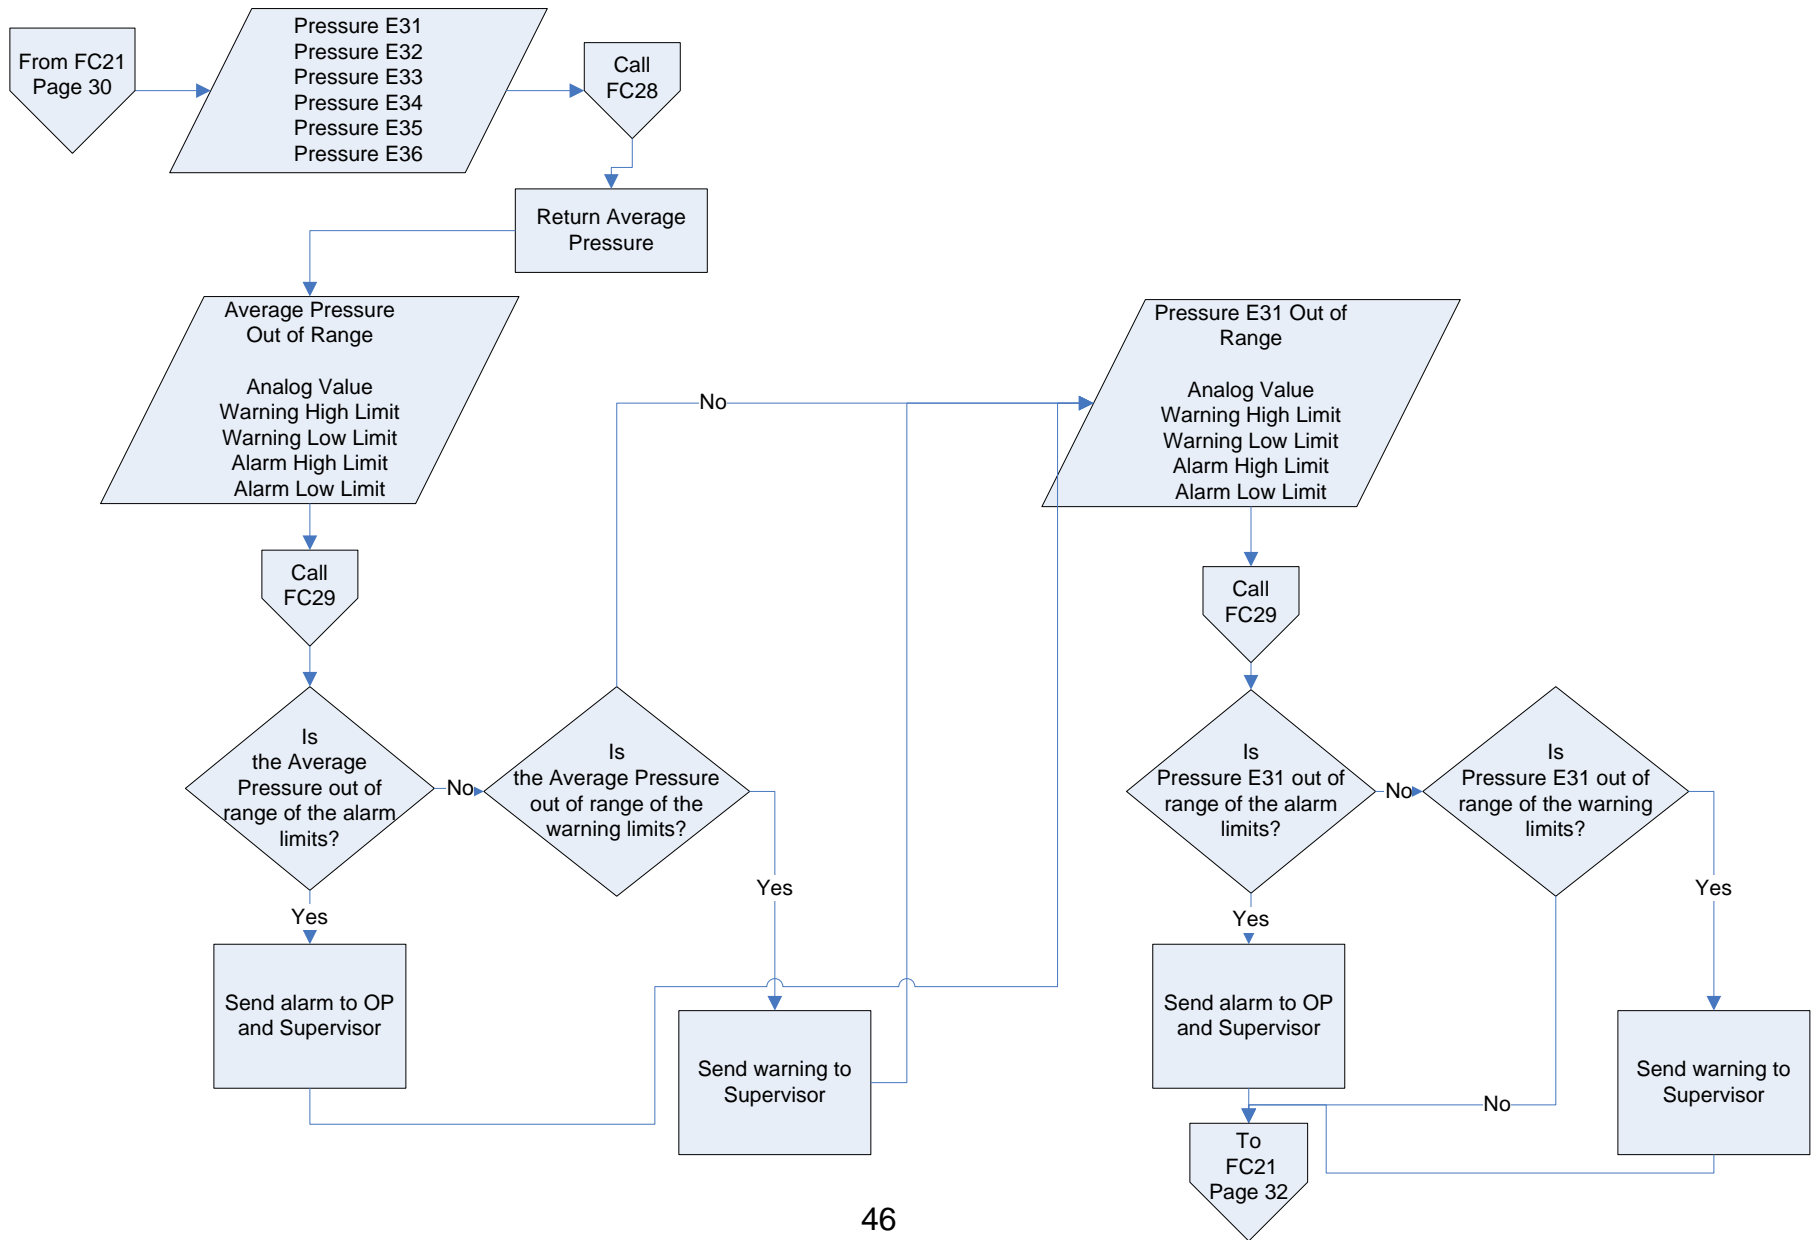 From FC21
Page 30
Pressure E31
Pressure E32
Pressure E33
Pressure E34
Pressure E35
Pressure E36
Call
FC28
Return Average
Pressure
Average Pressure
Out of Range
Analog Value
Warning High Limit
Warning Low Limit
Alarm High Limit
Alarm Low Limit
Call
FC29
Is
the Average
Pressure out of
range of the alarm
limits?
No
Is
the Average Pressure
out of range of the
warning limits?
No
Yes
Yes
Send alarm to OP
and Supervisor
Send warning to
Supervisor
Pressure E31 Out of
Range
Analog Value
Warning High Limit
Warning Low Limit
Alarm High Limit
Alarm Low Limit
Call
FC29
Is
Pressure E31 out of
range of the alarm
limits?
No
Is
Pressure E31 out of
range of the warning
limits?
Yes
Yes
Send alarm to OP
and Supervisor
Send warning to
Supervisor
No
To
FC21
Page 32
46